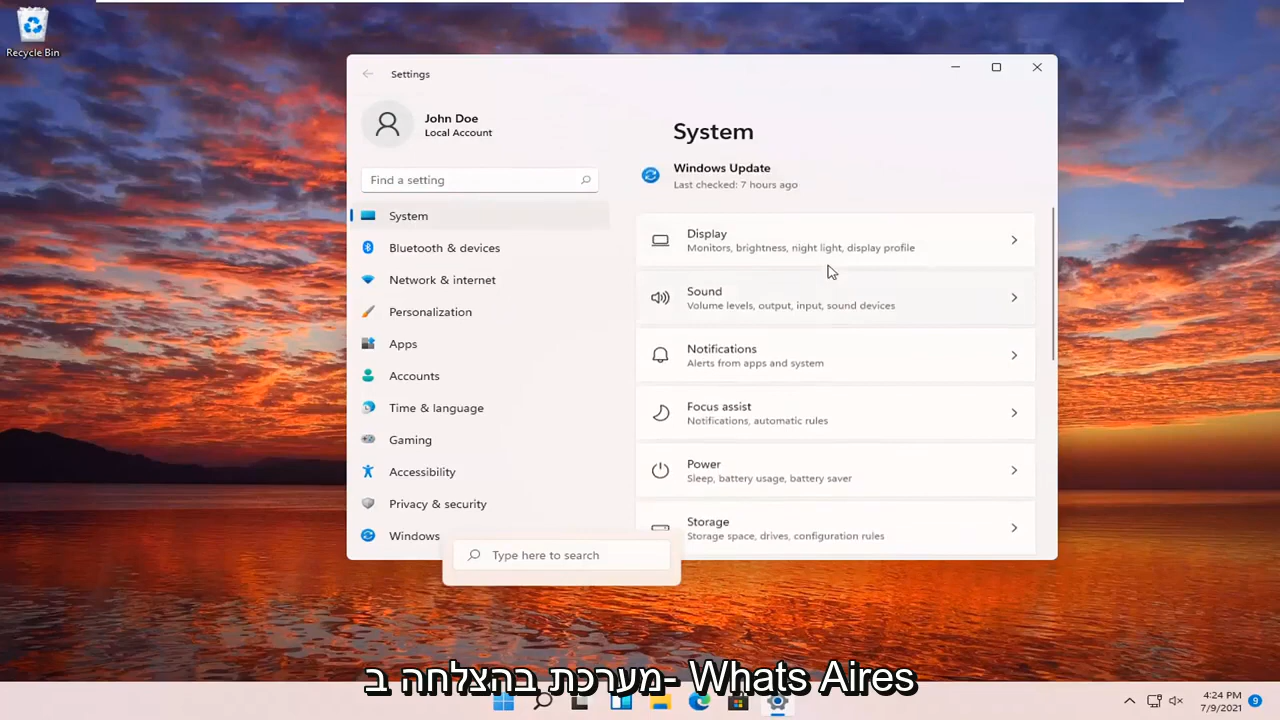 Recycle Bin
Settings
John Doe
Local Account
Find a setting
System
Bluetooth & devices
Network & internet
Personalization
Apps
Accounts
Time & language
Gaming
Accessibility
Privacy & security
Windows
System
Windows Update
Last checked: 7 hours ago
Display
Monitors, brightness, night light, display profile
Sound
Volume levels, output, input, sound devices
Notifications
Alerts from apps and system
Focus assist
Notifications, automatic rules
Power
Sleep, battery usage, battery saver
Storage
Storage space, drives, configuration rules
Type here to search
מערכת בהצלחה ב- Whats Aires
4:24 PM
7/9/2021
9